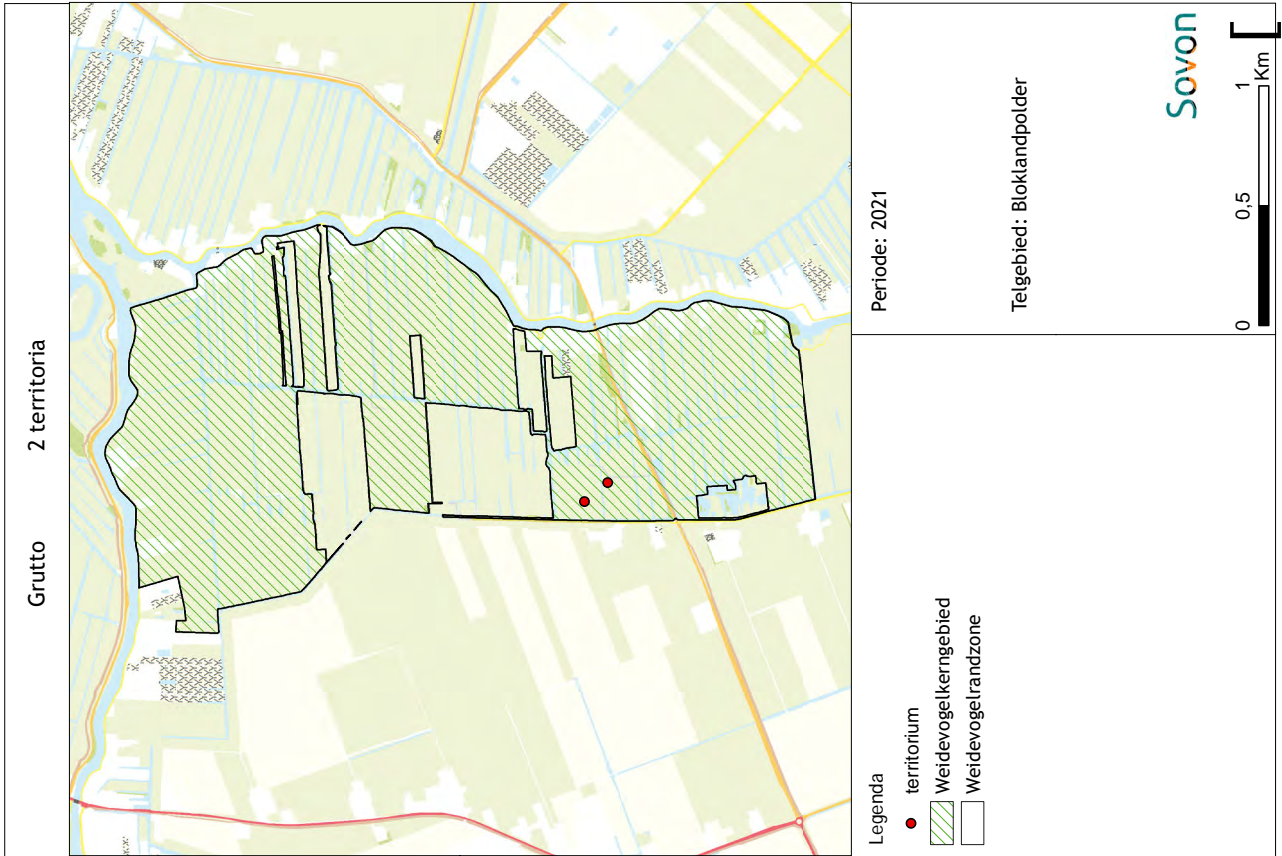 Grutto 2 territoria
Legenda
territorium
Weidevogelkerngebied
Weidevogelrandzone
Periode: 2021
Telgebied: Bloklandpolder
Sovon
0 0,5 1
Km